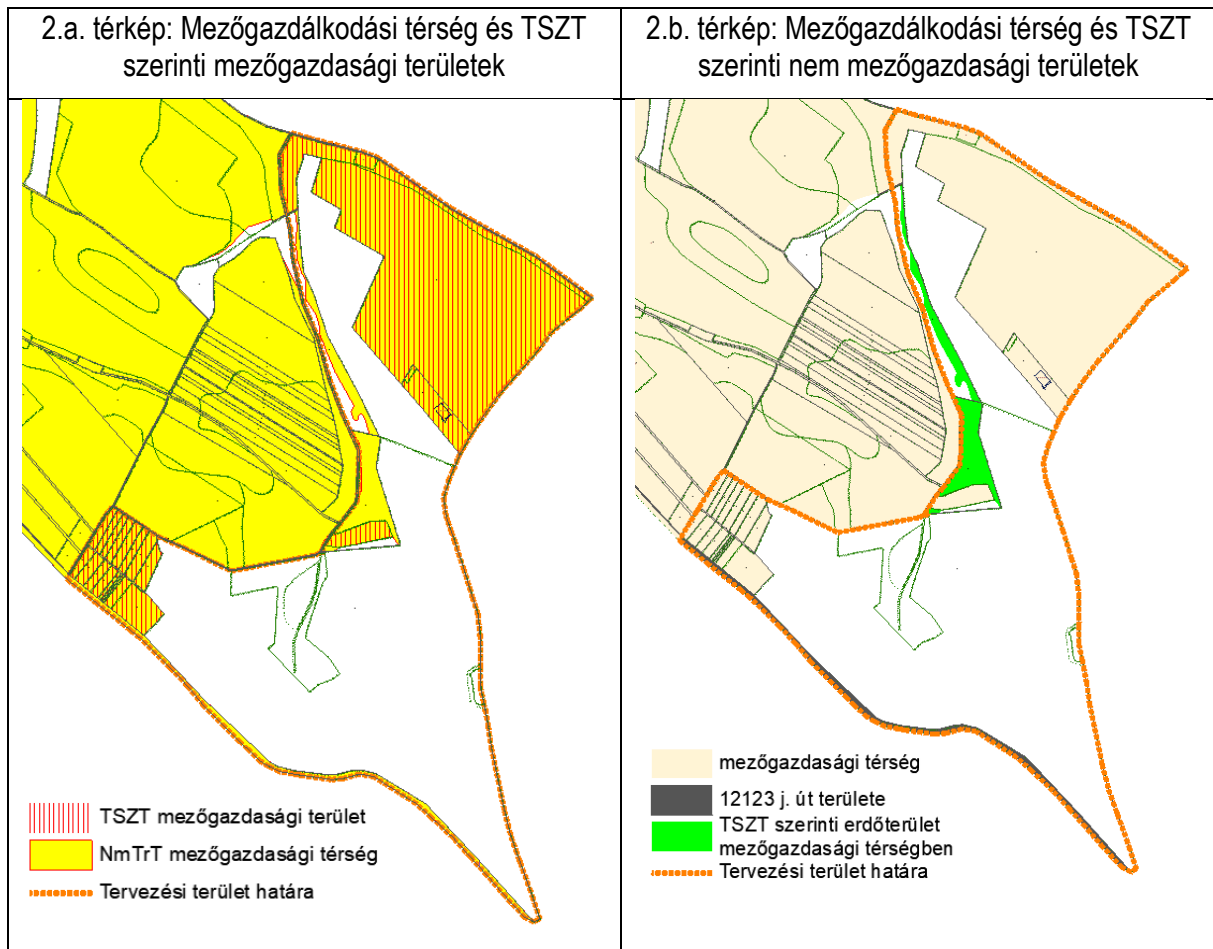 2.a. térkép: Mezőgazdálkodási térség és TSZT
szerinti mezőgazdasági területek
2.b. térkép: Mezőgazdálkodási térség és TSZT
szerinti nem mezőgazdasági területek
TSZT mezőgazdasági terület
NmTrT mezőgazdasági térség
Tervezési terület határa
mezőgazdasági térség
12123 j. út területe
TSZT szerinti erdőterület
mezőgazdasági térségben
Tervezési terület határa